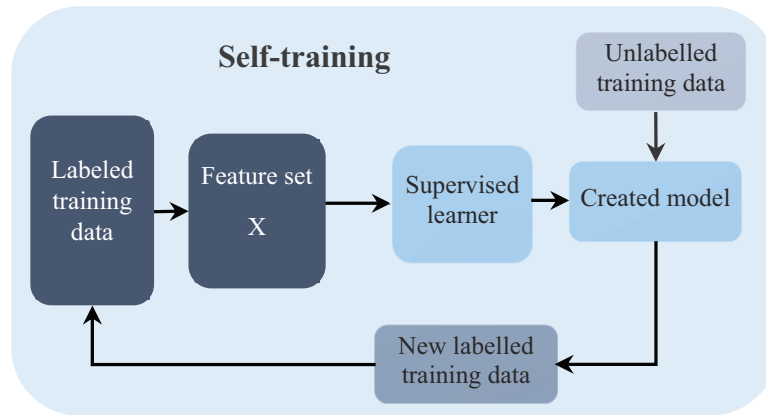 Self-training
Unlabelled
training data
Labeled
training
data
Feature set
X
Supervised
learner
Created model
New labelled
training data